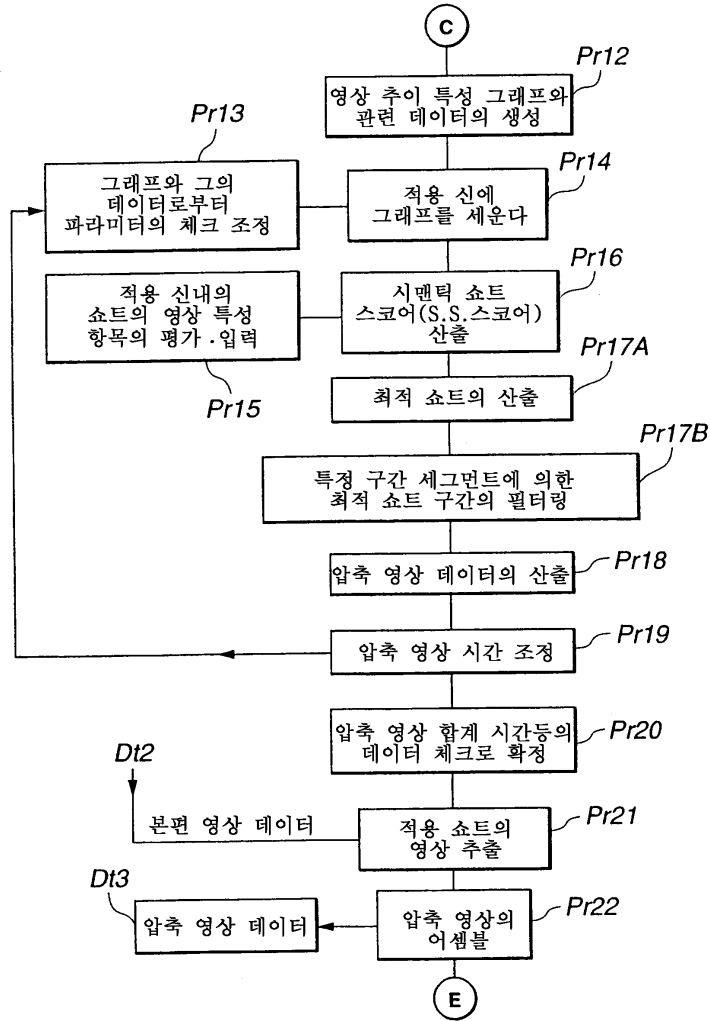 C
Pr12
영상 추이 특성 그래프와
관련 데이터의 생성
Pr13
그래프와 그의
데이터로부터
파라미터의 체크 조정
Pr14
적용 신에
그래프를 세운다
Pr16
시맨틱 쇼트
스코어(S.S.스코어)
산출
적용 신내의
쇼트의 영상 특성
항목의 평가·입력
Pr15
Pr17A
최적 쇼트의 산출
Pr17B
특정 구간 세그먼트에 의한
최적 쇼트 구간의 필터링
압축 영상 데이터의 산출
Pr18
압축 영상 시간 조정
Pr19
압축 영상 합계 시간등의
데이터 체크로 확정
Pr20
Dt2
본편 영상 데이터
적용 쇼트의
영상 추출
Pr21
Dt3
압축 영상 데이터
압축 영상의
어셈블
Pr22
E